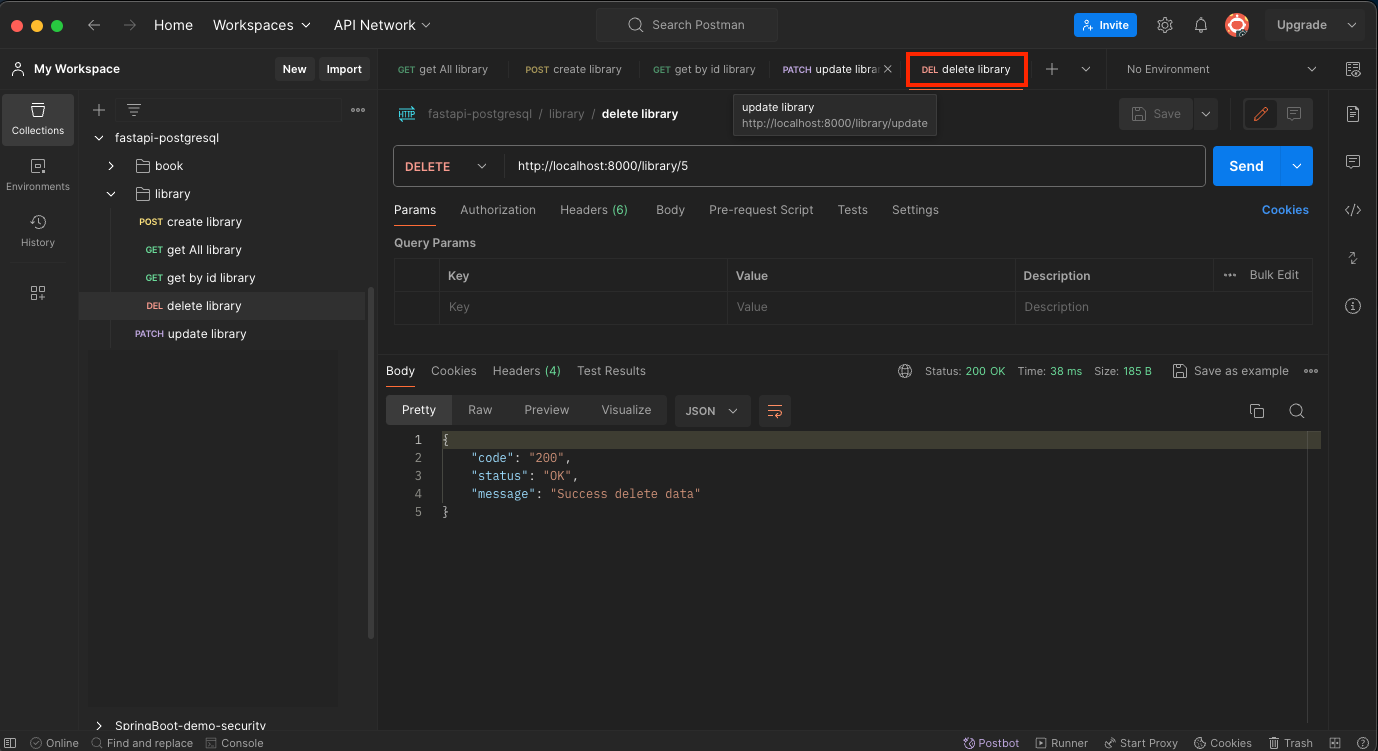 Home Workspaces API Network Search Postman Invite Upgrade
My Workspace New Import GET get All library POST create library GET get by id library PATCH update libra DEL delete library No Environment
Collections
Environments
History
fastapi-postgresql
book
library
POST create library
GET get All library
GET get by id library
DEL delete library
PATCH update library
SpringBoot-demo-security
HTTP fastapi-postgresql / library / delete library
update library
http://localhost:8000/library/update
Save
DELETE http://localhost:8000/library/5 Send
Params Authorization Headers (6) Body Pre-request Script Tests Settings Cookies
Query Params
Key Value Description Bulk Edit
Key Value Description
Body Cookies Headers (4) Test Results Status: 200 OK Time: 38 ms Size: 185 B Save as example
Pretty Raw Preview Visualize JSON
1 {
2 "code": "200",
3 "status": "OK",
4 "message": "Success delete data"
5 }
Online Find and replace Console Postbot Runner Start Proxy Cookies Trash